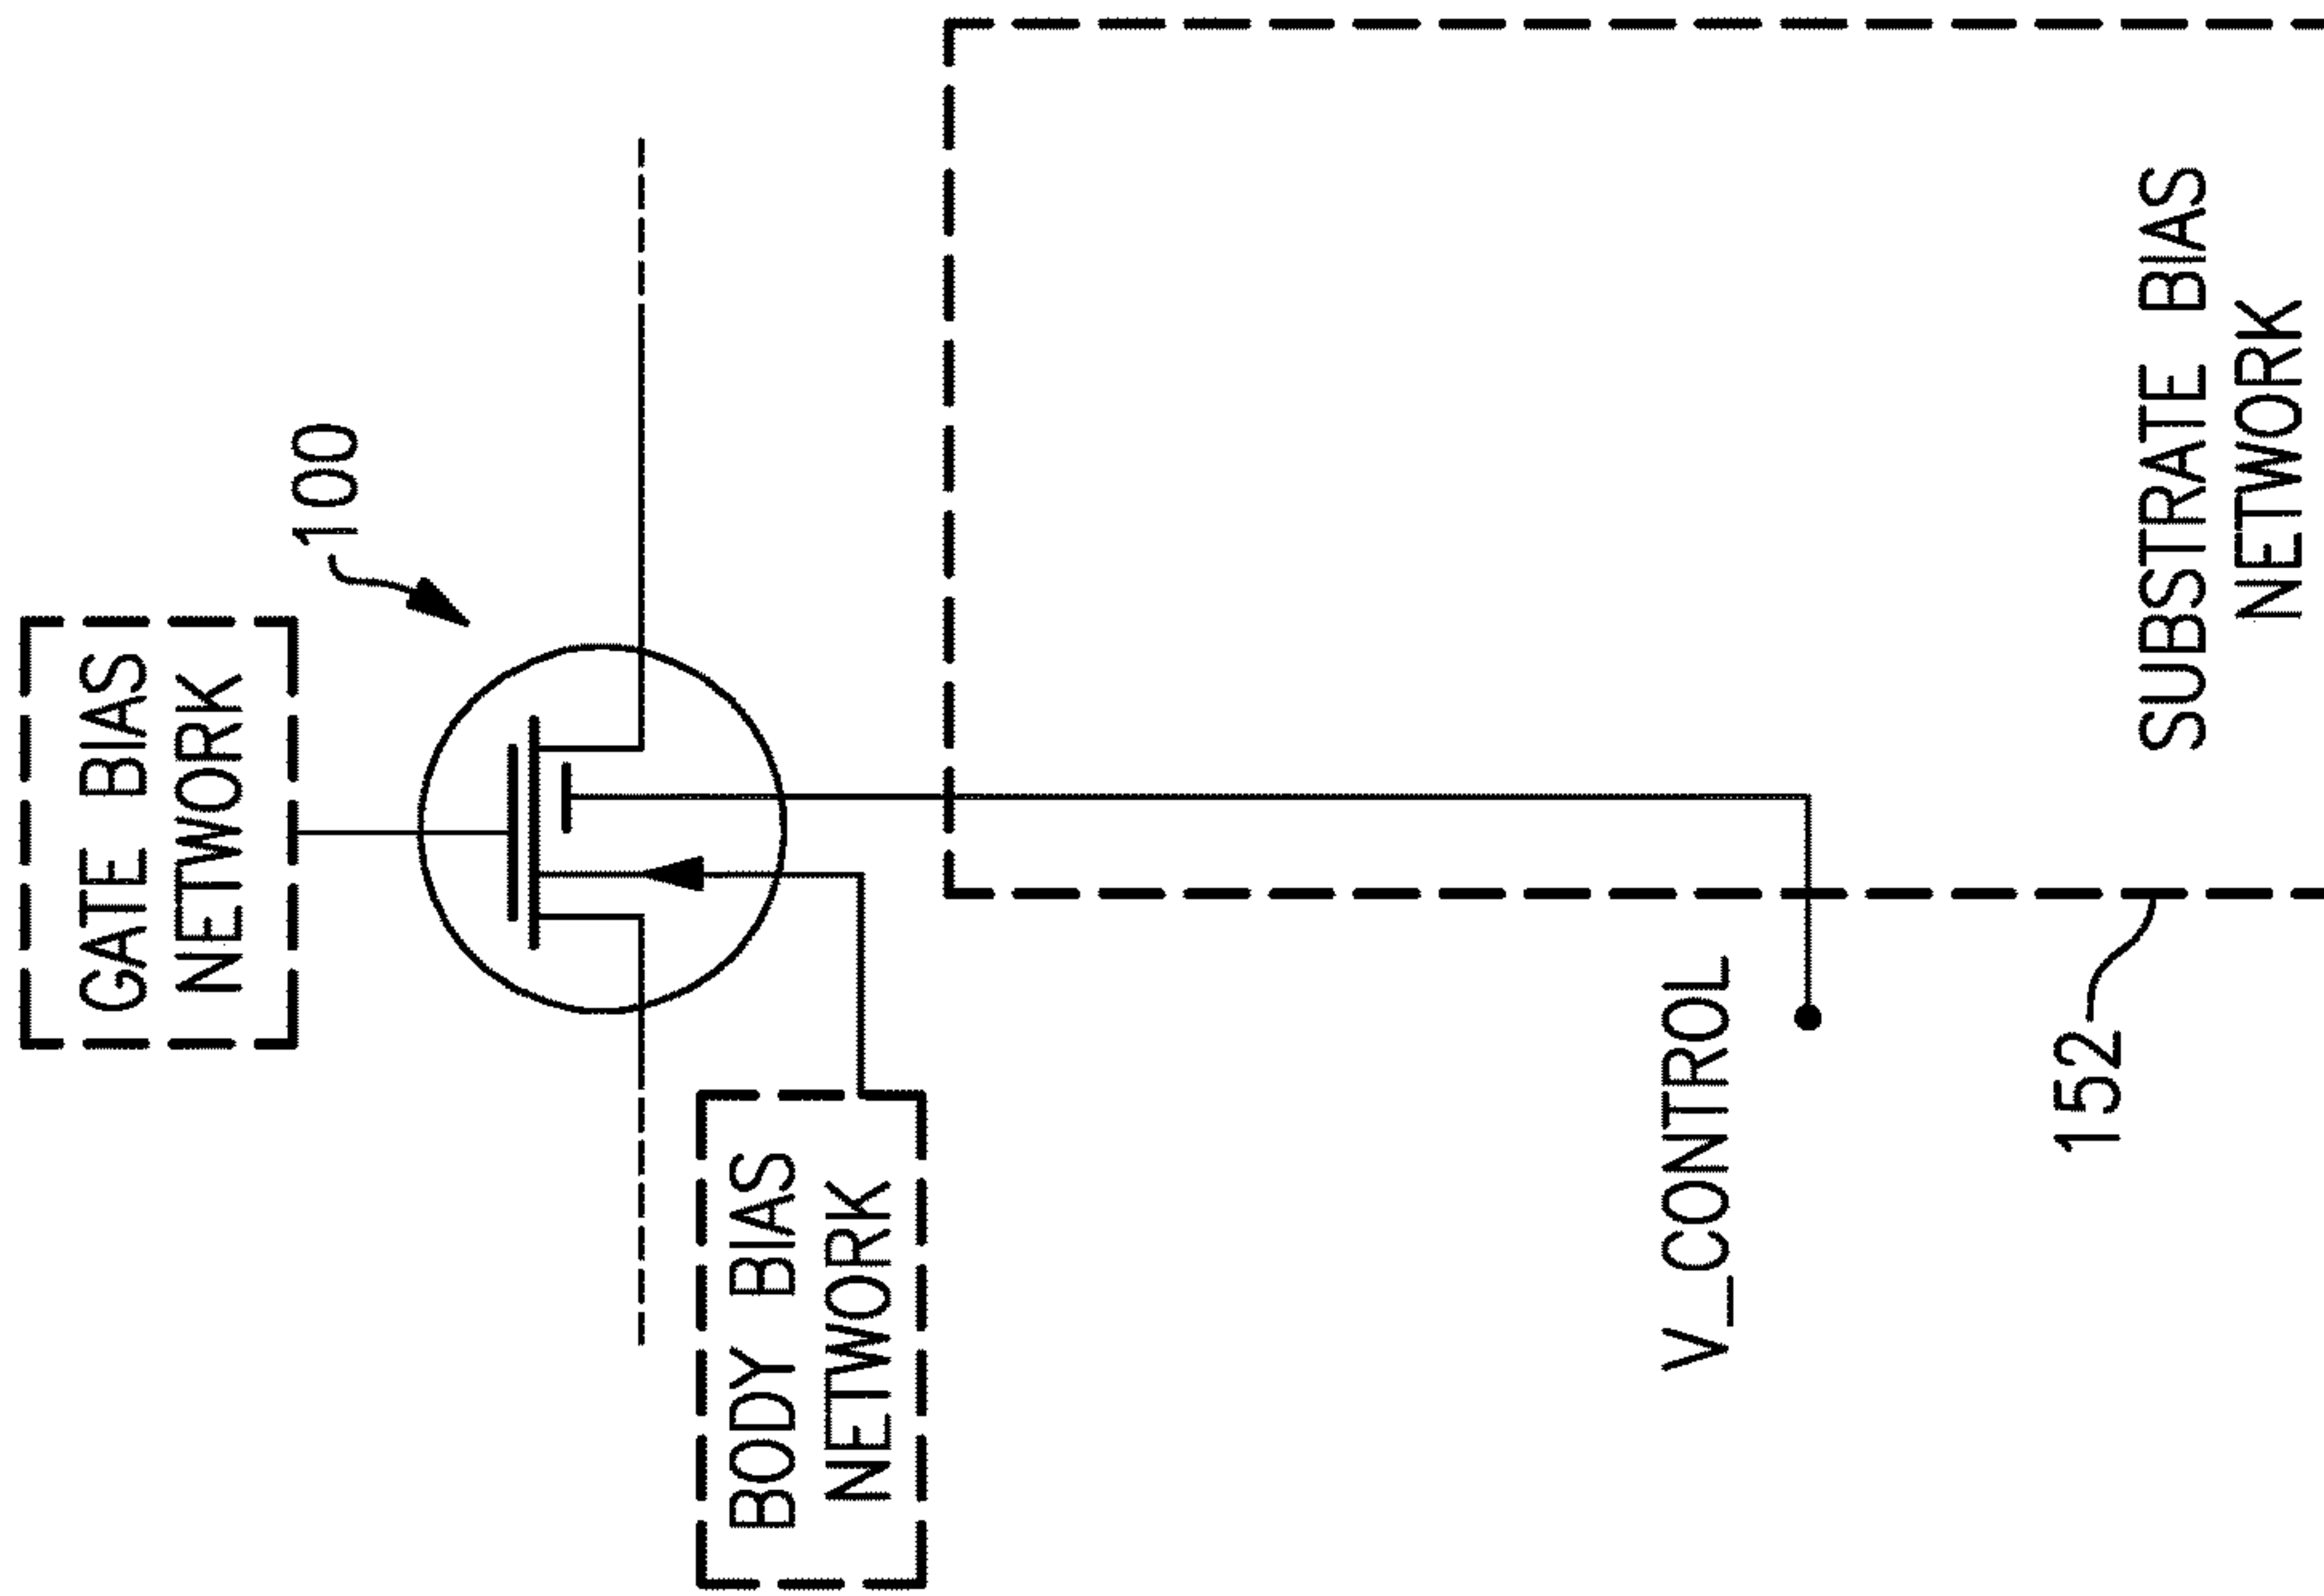 GATE BIAS
NETWORK
100
BODY BIAS
NETWORK
V_CONTROL
152
SUBSTRATE BIAS
NETWORK